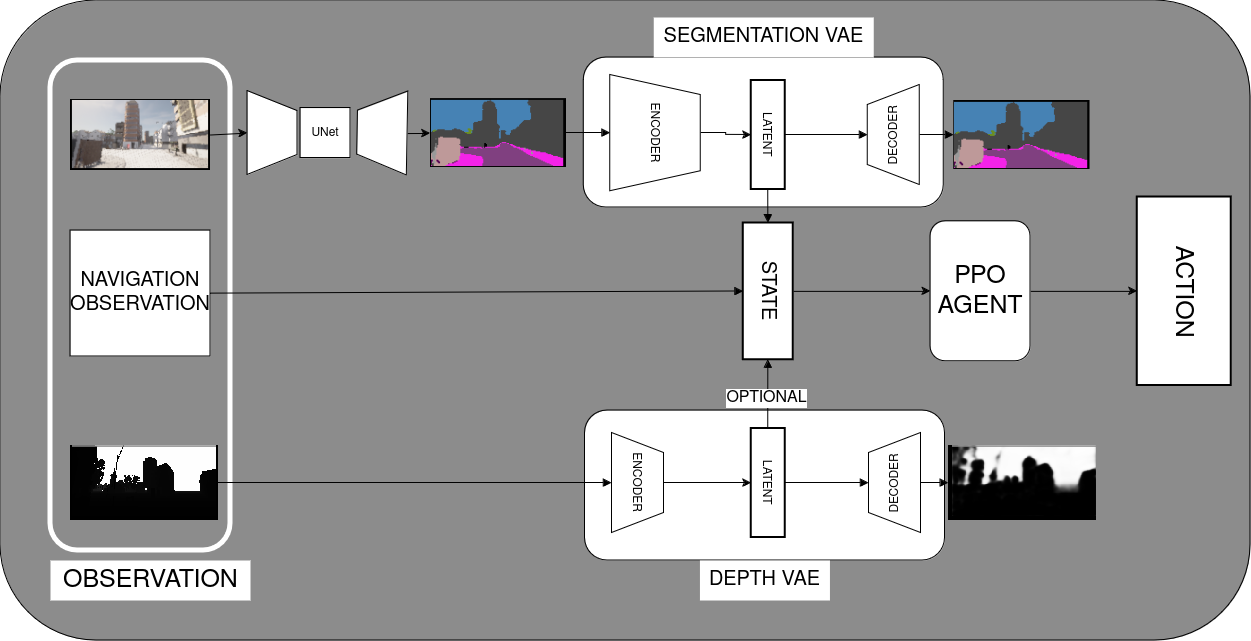 SEGMENTATION VAE
UNet
ENCODER
LATENT
DECODER
NAVIGATION
OBSERVATION
STATE
PPO
AGENT
ACTION
OPTIONAL
ENCODER
LATENT
DECODER
OBSERVATION
DEPTH VAE